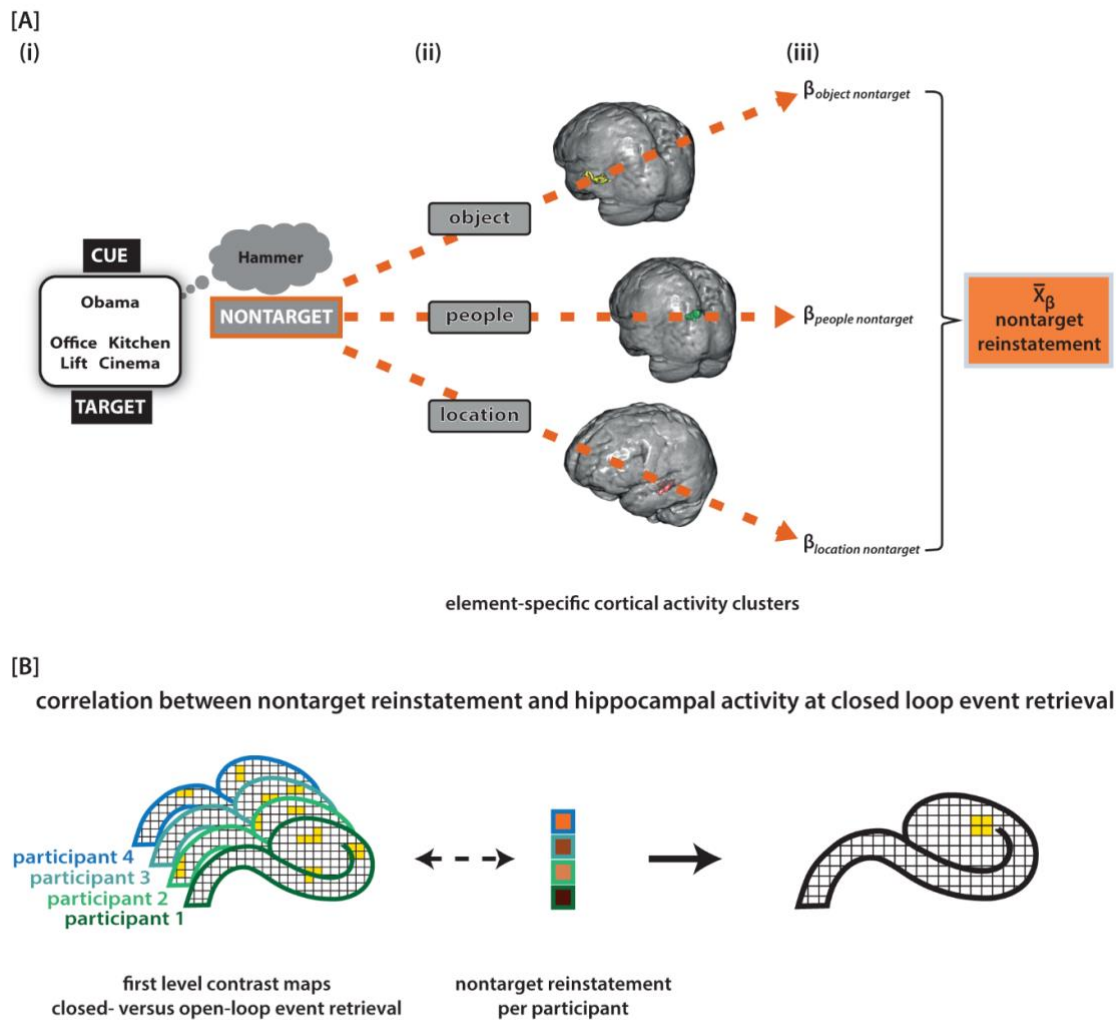 [A]
(i)
(ii)
(iii)
CUE
Obama
Office Kitchen
Lift Cinema
TARGET
Hammer
NONTARGET
object
people
location
β object nontarget
β people nontarget
β location nontarget
X̅β
nontarget
reinstatement
element-specific cortical activity clusters
[B]
correlation between nontarget reinstatement and hippocampal activity at closed loop event retrieval
participant 4
participant 3
participant 2
participant 1
first level contrast maps
closed- versus open-loop event retrieval
nontarget reinstatement
per participant